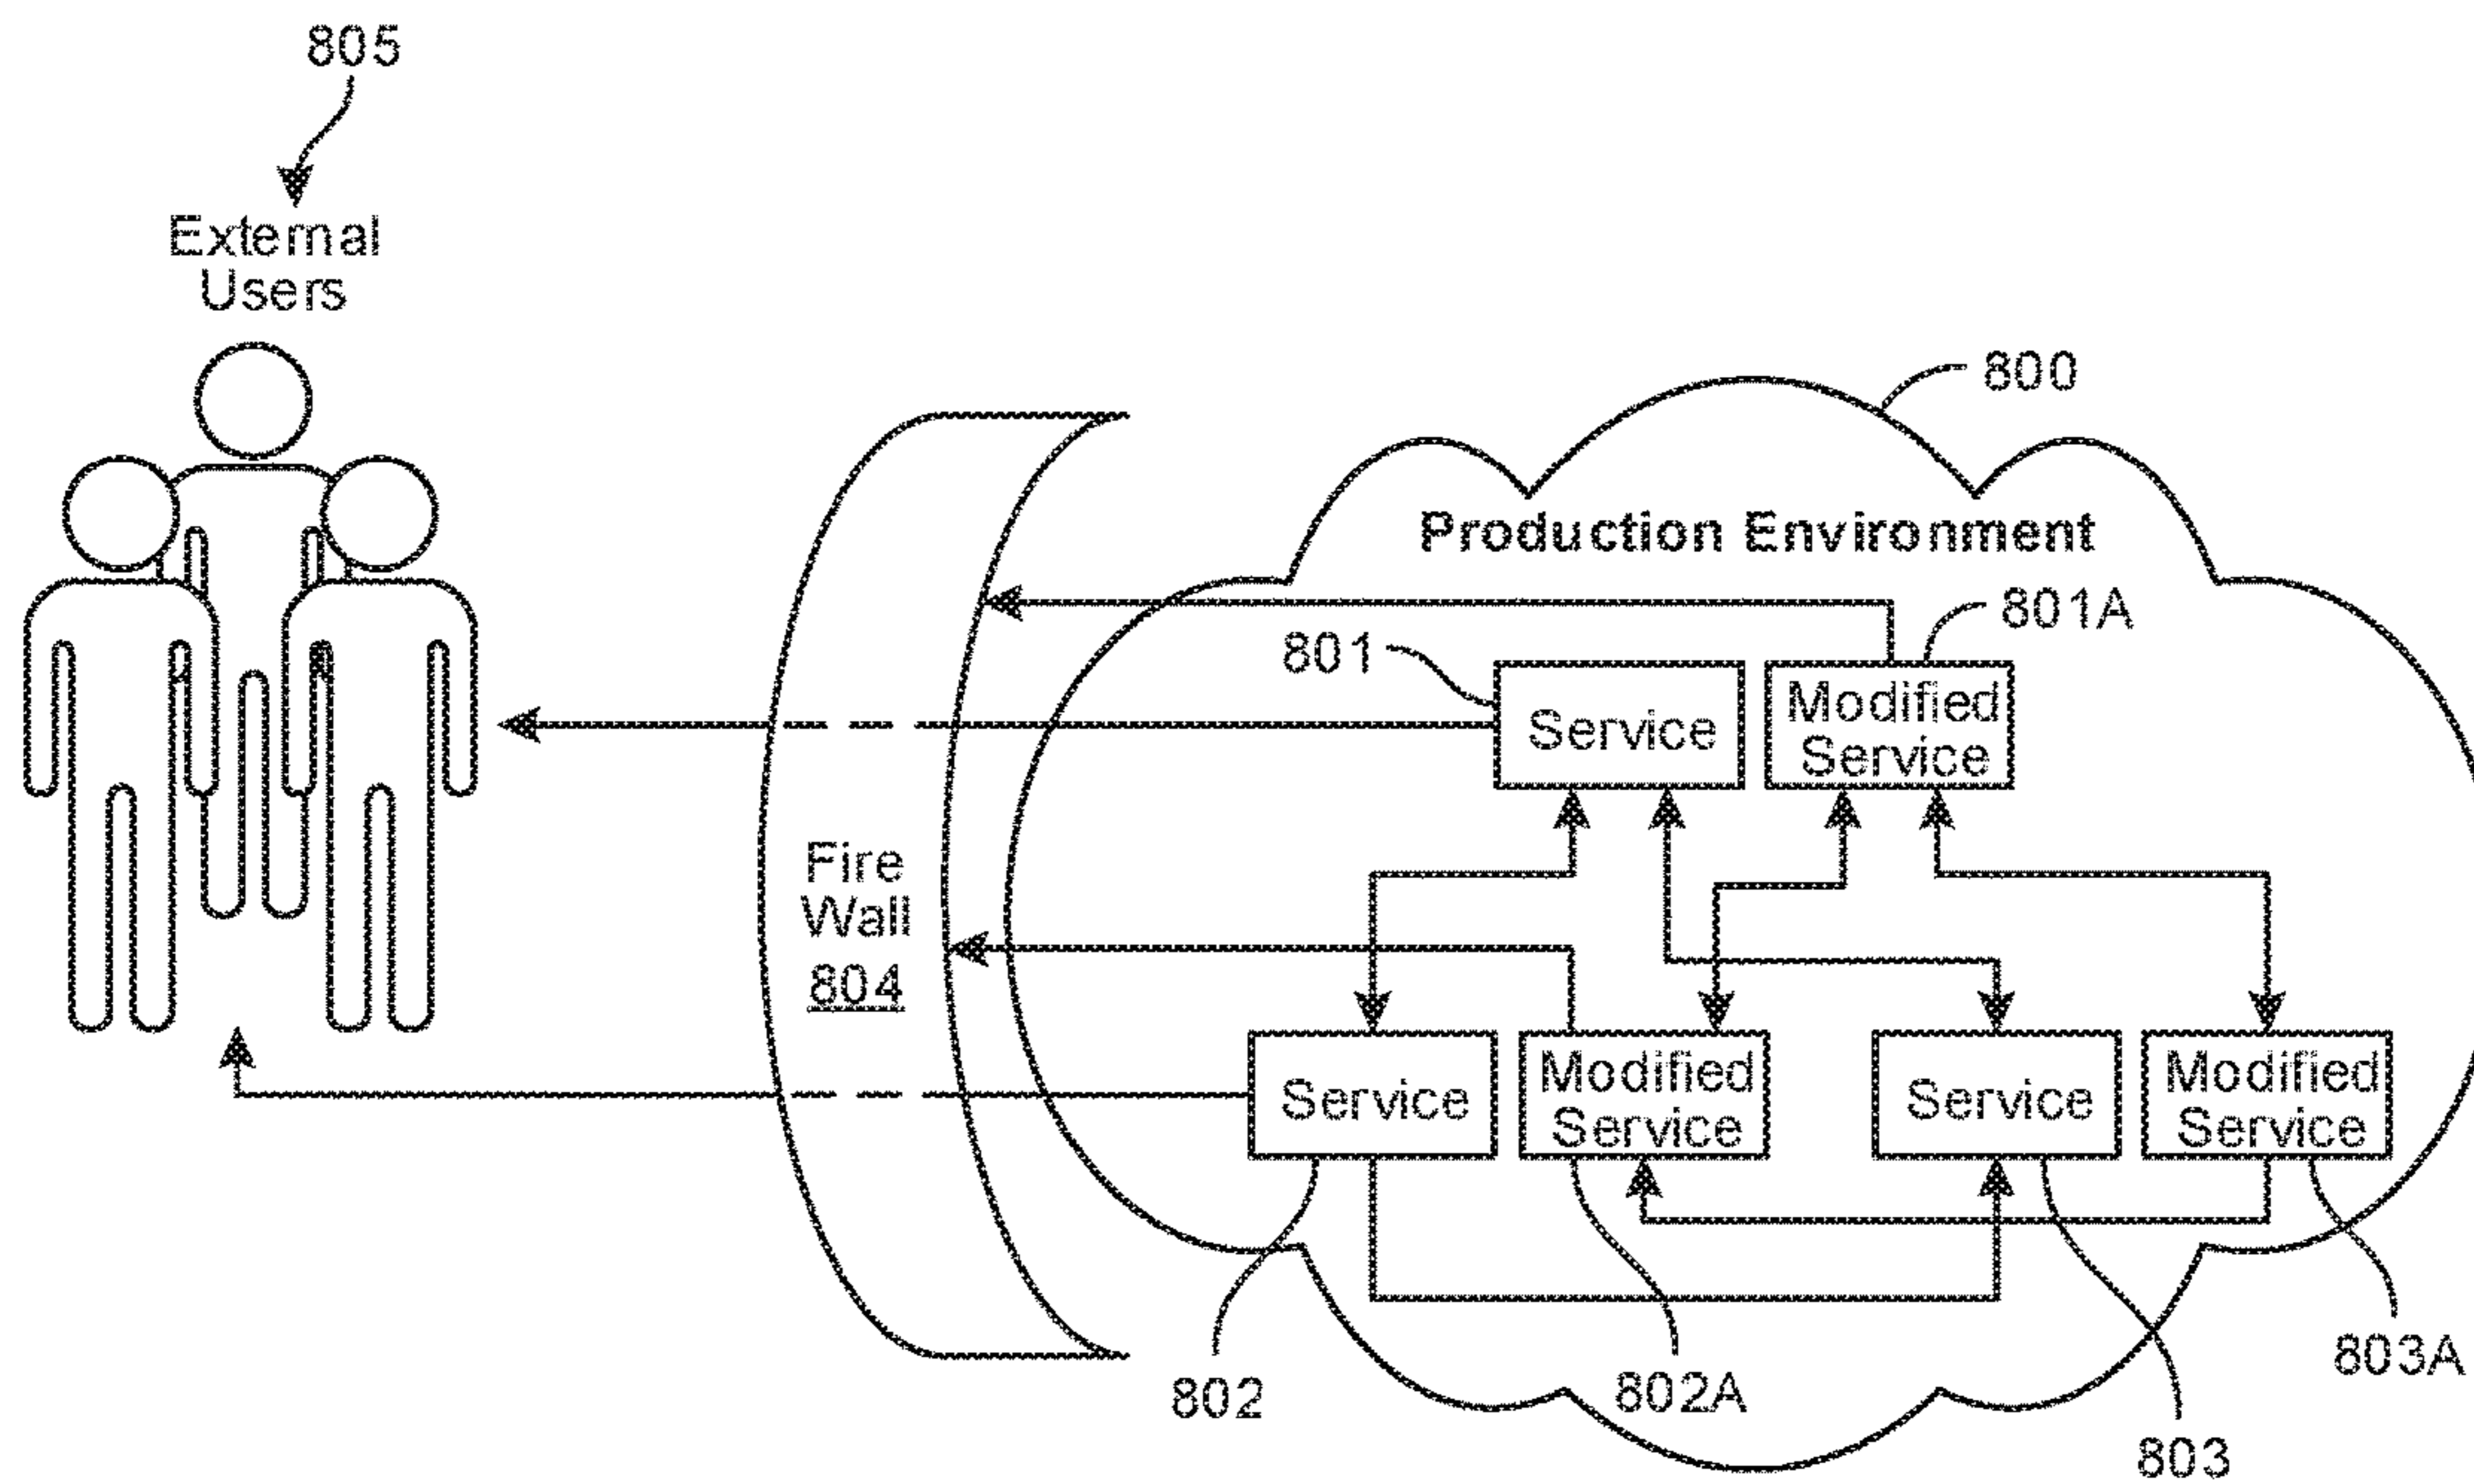 805
External
Users
800
Production Environment
801A
801
Service
Modified
Service
Fire
Wall
804
Service
Modified
Service
Service
Modified
Service
802
802A
803A
803